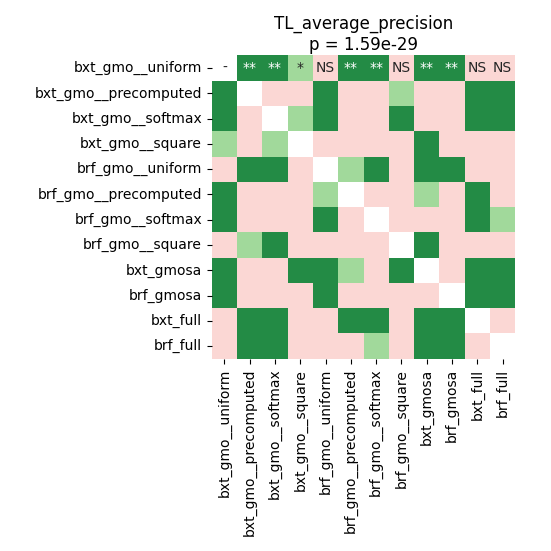 TL_average_precision
p = 1.59e-29
bxt_gmo__uniform - ** ** * NS ** ** NS ** ** NS NS
bxt_gmo__precomputed
bxt_gmo__softmax
bxt_gmo__square
brf_gmo__uniform
brf_gmo__precomputed
brf_gmo__softmax
brf_gmo__square
bxt_gmosa
brf_gmosa
bxt_full
brf_full
bxt_gmo__uniform
bxt_gmo__precomputed
bxt_gmo__softmax
bxt_gmo__square
brf_gmo__uniform
brf_gmo__precomputed
brf_gmo__softmax
brf_gmo__square
bxt_gmosa
brf_gmosa
bxt_full
brf_full